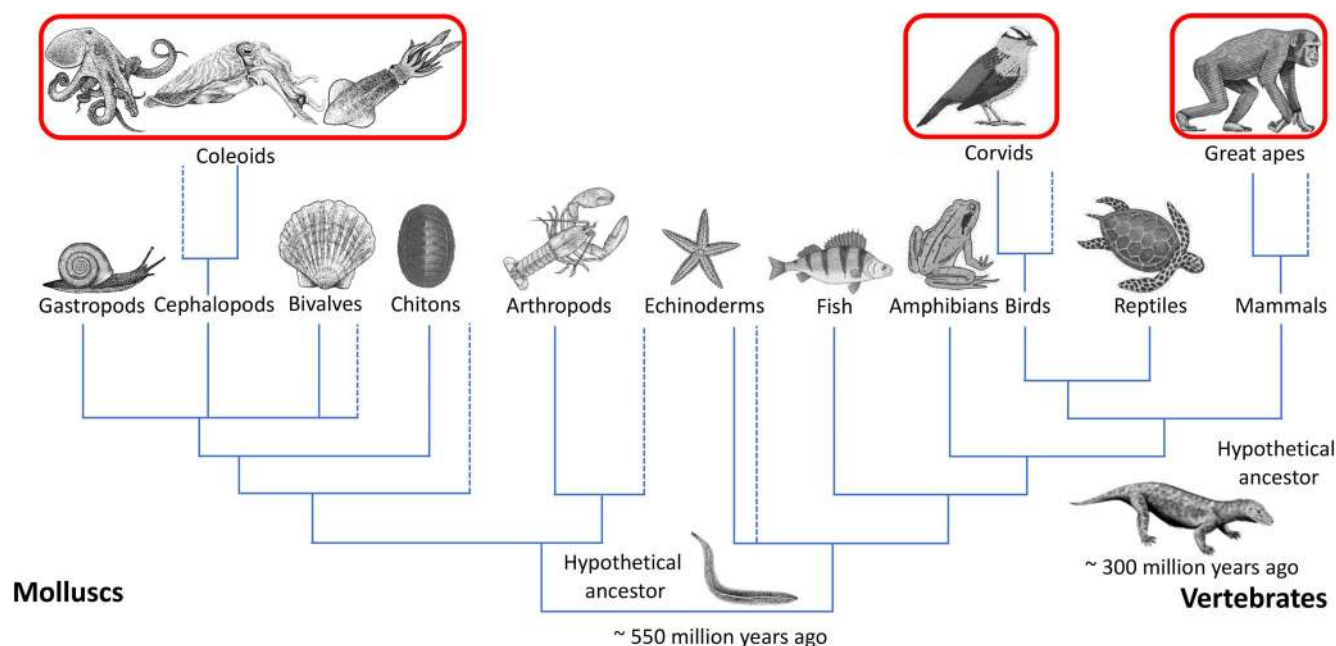 Coleoids
Corvids
Great apes
Gastropods
Cephalopods
Bivalves
Chitons
Arthropods
Echinoderms
Fish
Amphibians
Birds
Reptiles
Mammals
Hypothetical
ancestor
~ 300 million years ago
Hypothetical
ancestor
Molluscs
Vertebrates
~ 550 million years ago